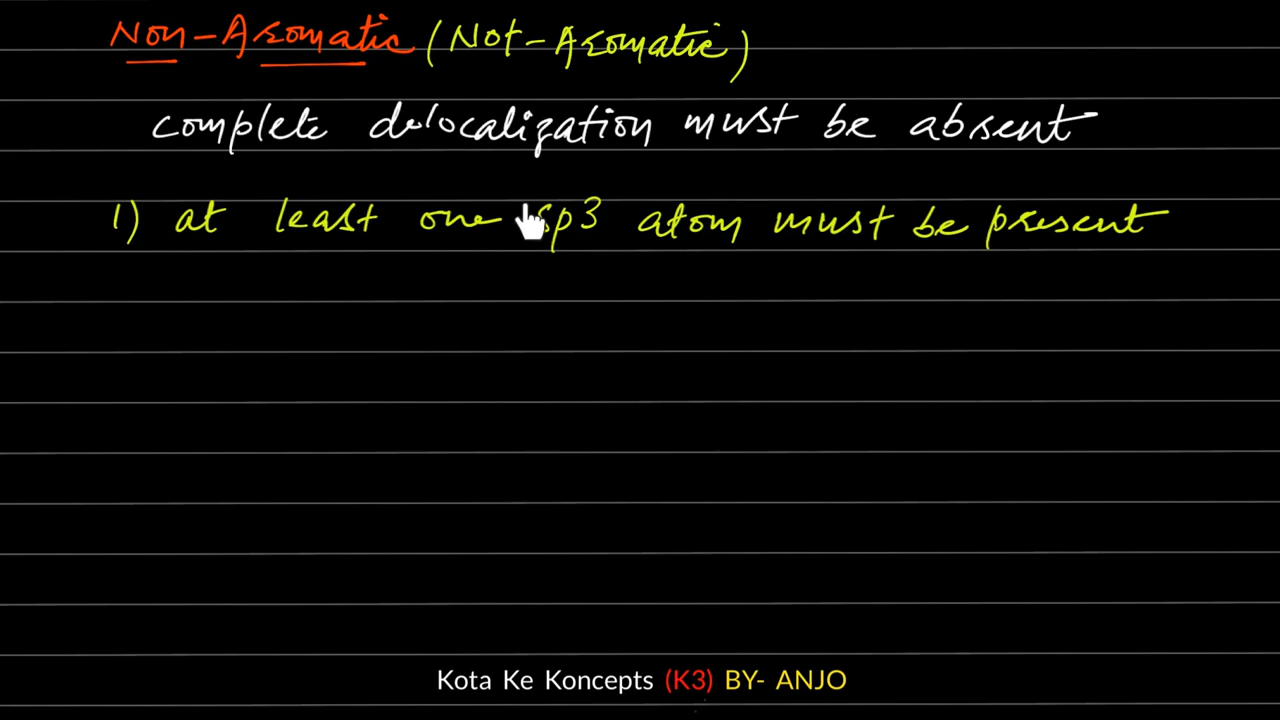 Non-Aromatic (Not-Aromatic)
complete delocalization must be absent
1) at least one sp3 atom must be present
Kota Ke Koncepts (K3) BY- ANJO